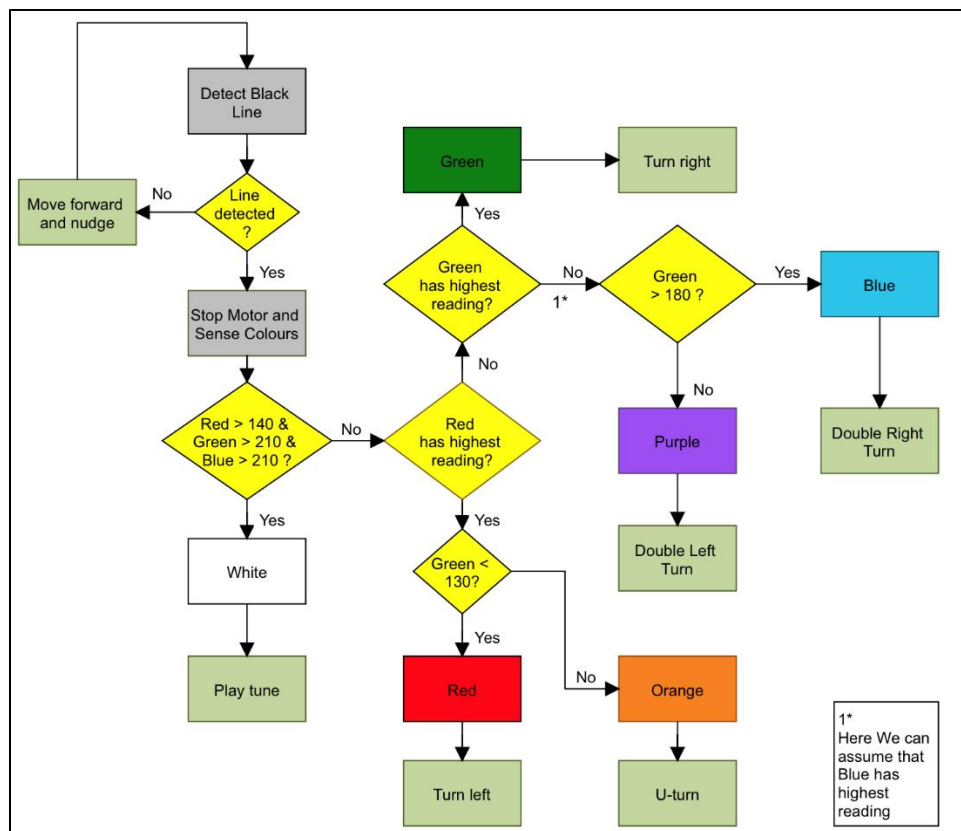 Detect Black
Line
Line
detected
?
No
Move forward
and nudge
Yes
Stop Motor and
Sense Colours
Red > 140 &
Green > 210 &
Blue > 210 ?
No
Yes
White
Play tune
Red
has highest
reading?
No
Green
has highest
reading?
Yes
Green
Turn right
No
1*
Green
> 180 ?
Yes
Blue
Double Right
Turn
No
Purple
Double Left
Turn
Yes
Green <
130?
Yes
Red
Turn left
No
Orange
U-turn
1*
Here We can
assume that
Blue has
highest
reading